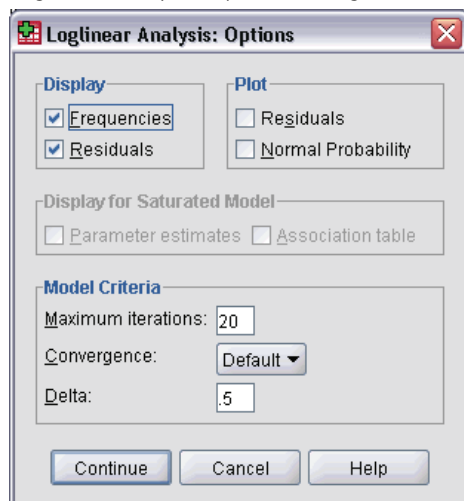 Loglinear Analysis: Options
Display
Frequencies
Residuals
Plot
Residuals
Normal Probability
Display for Saturated Model
Parameter estimates Association table
Model Criteria
Maximum iterations: 20
Convergence: Default
Delta: .5
Continue Cancel Help